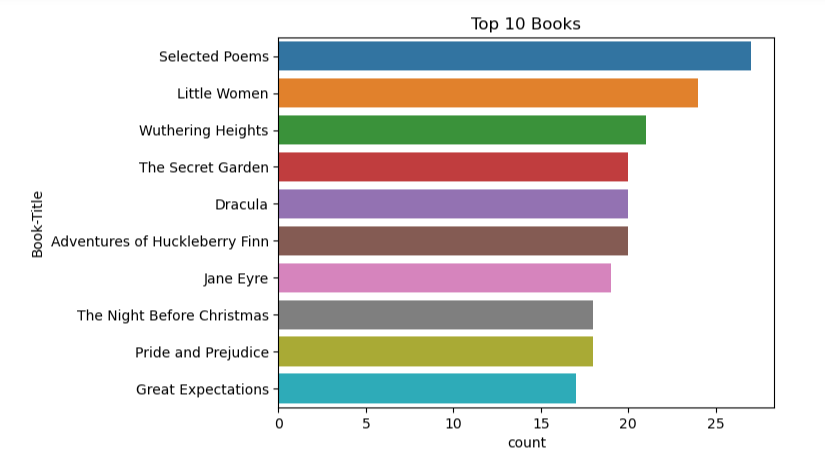 Top 10 Books
Selected Poems
Little Women
Wuthering Heights
The Secret Garden
Dracula
Adventures of Huckleberry Finn
Jane Eyre
The Night Before Christmas
Pride and Prejudice
Great Expectations
Book-Title
0 5 10 15 20 25
count